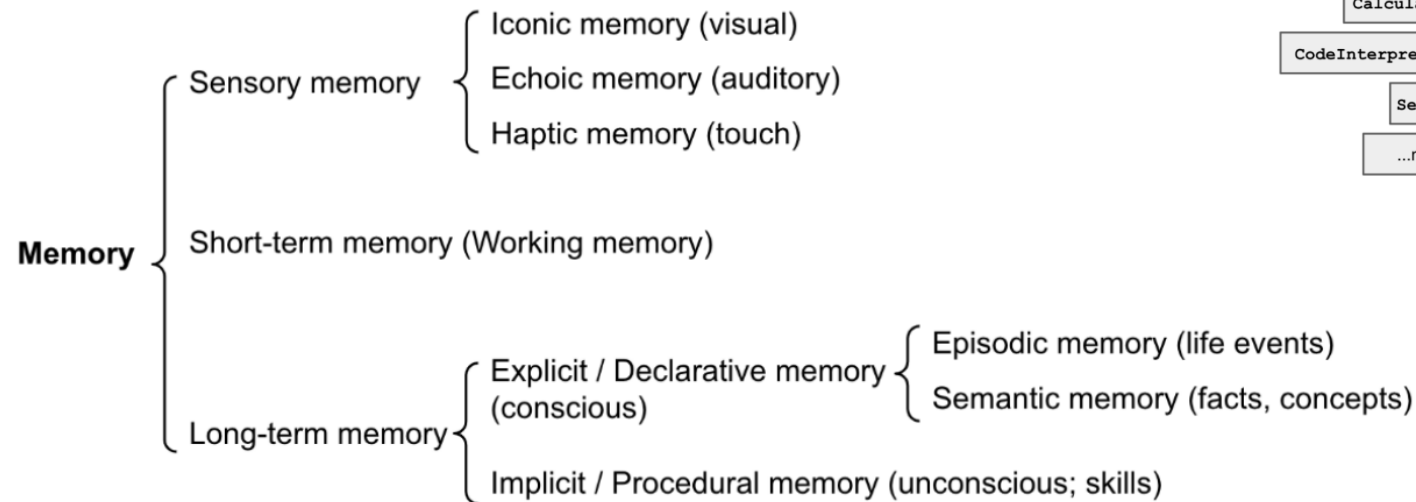 Iconic memory (visual)
Sensory memory
Echoic memory (auditory)
Haptic memory (touch)
Memory
Short-term memory (Working memory)
Long-term memory
Explicit / Declarative memory
(conscious)
Episodic memory (life events)
Semantic memory (facts, concepts)
Implicit / Procedural memory (unconscious; skills)